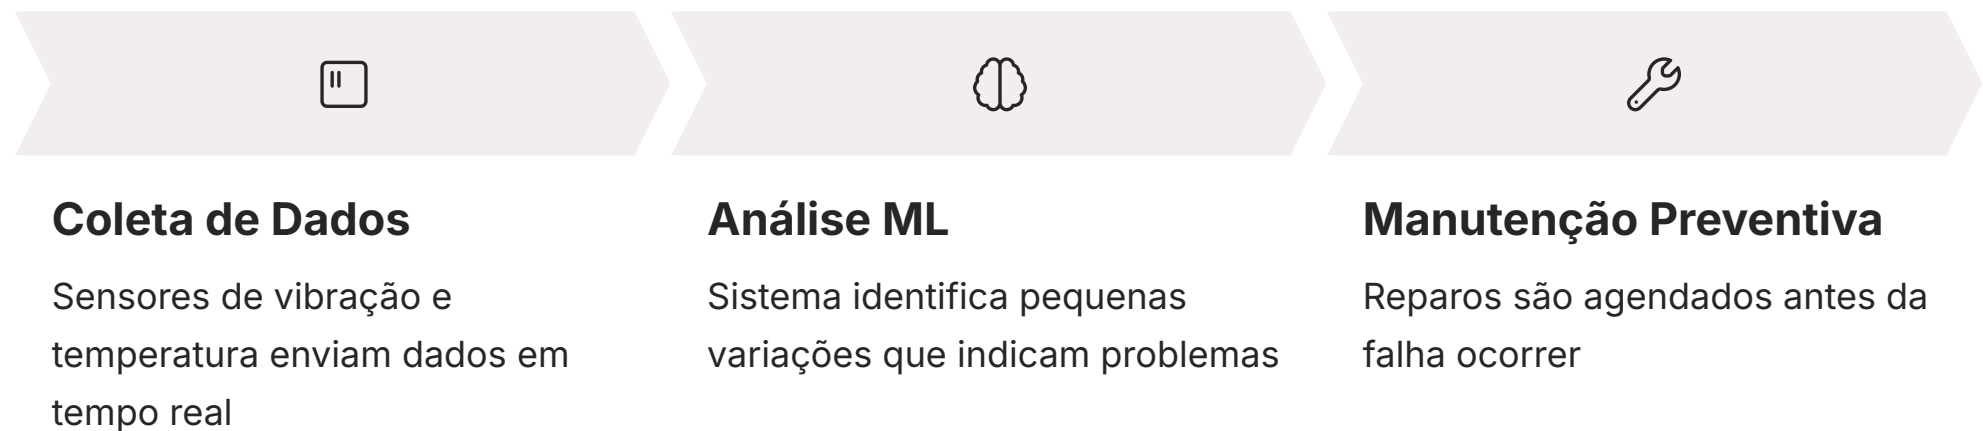 Coleta de Dados
Sensores de vibração e
temperatura enviam dados em
tempo real
Análise ML
Sistema identifica pequenas
variações que indicam problemas
Manutenção Preventiva
Reparos são agendados antes da
falha ocorrer